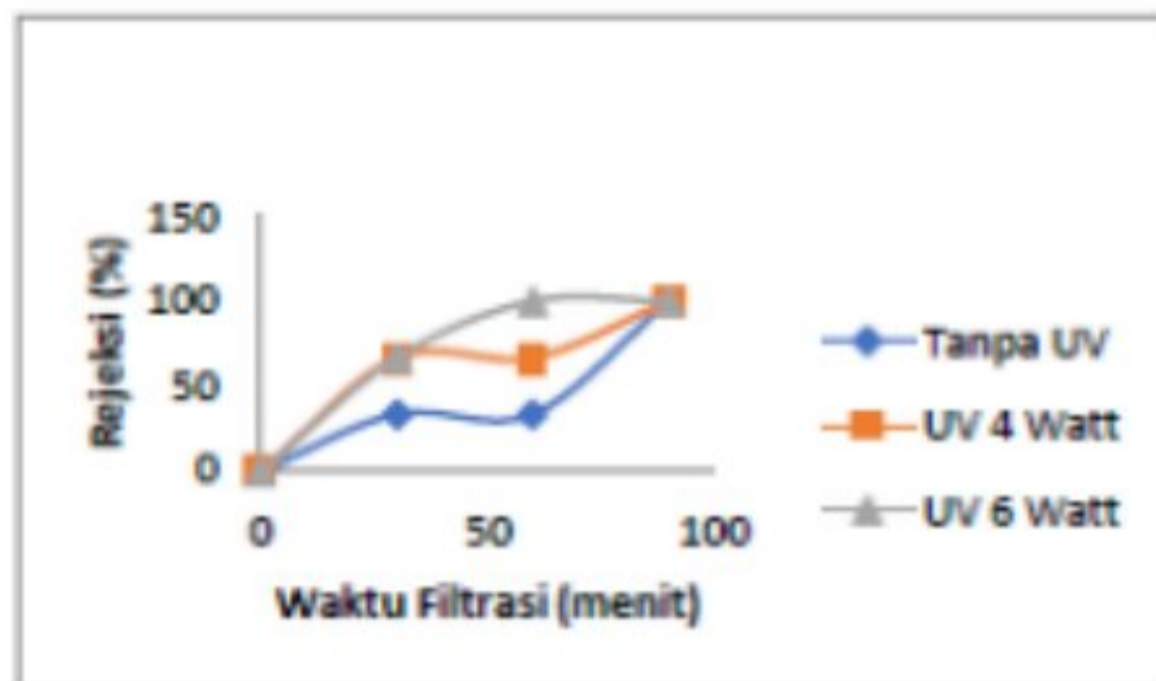 Rejeksi (%)
150
100
50
0
0 50 100
Waktu Filtrasi (menit)
Tanpa UV
UV 4 Watt
UV 6 Watt